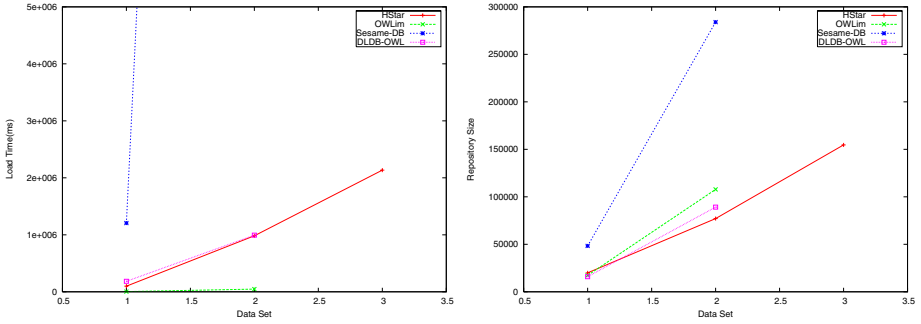 5e+006
4e+006
3e+006
2e+006
1e+006
0
0.5
1
1.5
2
2.5
3
3.5
Load Time(ms)
Data Set
HStar
OWLim
Sesame-DB
DLDB-OWL
300000
250000
200000
150000
100000
50000
0
0.5
1
1.5
2
2.5
3
3.5
Repository Size
Data Set
HStar
OWLim
Sesame-DB
DLDB-OWL